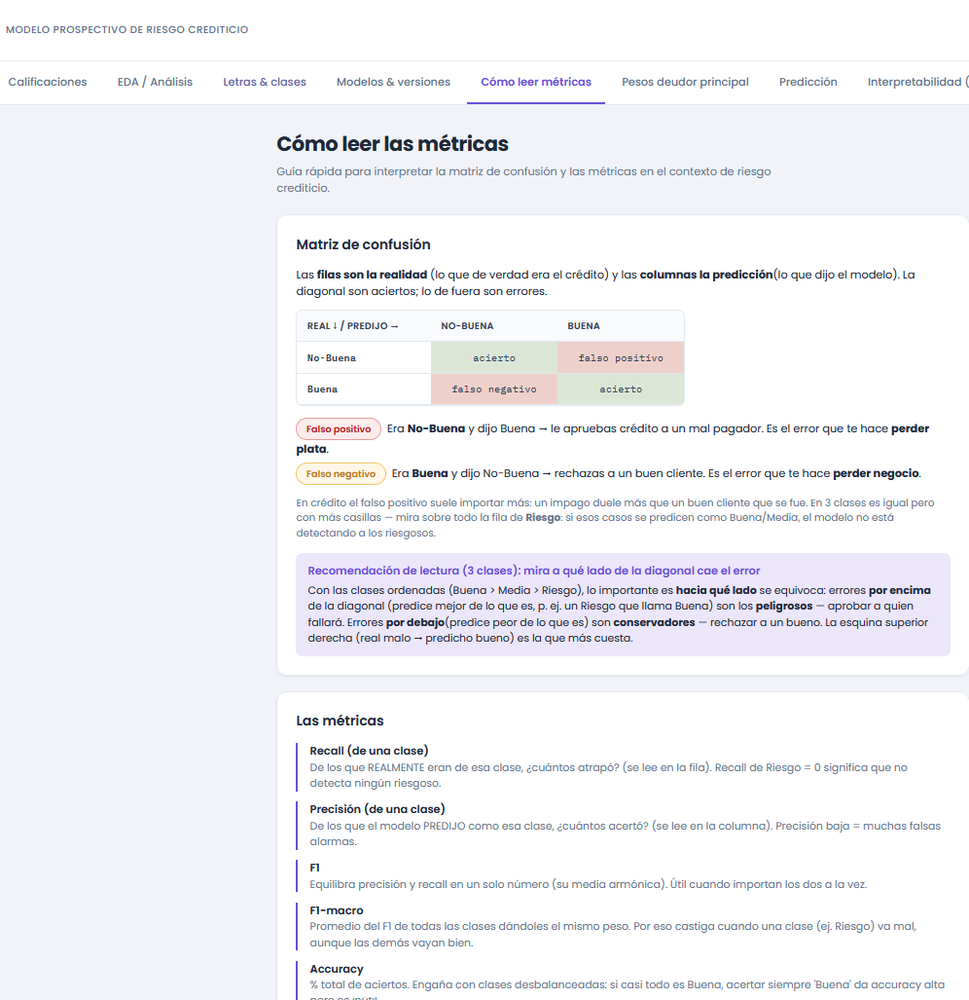 MODELO PROSPECTIVO DE RIESGO CREDITICIO
Calificaciones EDA / Análisis Letras & clases Modelos & versiones Cómo leer métricas Pesos deudor principal Predicción Interpretabilidad (
Cómo leer las métricas
Guía rápida para interpretar la matriz de confusión y las métricas en el contexto de riesgo
crediticio.
Matriz de confusión
Las filas son la realidad (lo que de verdad era el crédito) y las columnas la predicción(lo que dijo el modelo). La
diagonal son aciertos; lo de fuera son errores.
REAL ↓ / PREDIJO → NO-BUENA BUENA
No-Buena acierto falso positivo
Buena falso negativo acierto
Falso positivo Era No-Buena y dijo Buena → le apruebas crédito a un mal pagador. Es el error que te hace perder
plata.
Falso negativo Era Buena y dijo No-Buena → rechazas a un buen cliente. Es el error que te hace perder negocio.
En crédito el falso positivo suele importar más: un impago duele más que un buen cliente que se fue. En 3 clases es igual pero
con más casillas — mira sobre todo la fila de Riesgo: si esos casos se predicen como Buena/Media, el modelo no está
detectando a los riesgosos.
Recomendación de lectura (3 clases): mira a qué lado de la diagonal cae el error
Con las clases ordenadas (Buena > Media > Riesgo), lo importante es hacia qué lado se equivoca: errores por encima
de la diagonal (predice mejor de lo que es, p. ej. un Riesgo que llama Buena) son los peligrosos — aprobar a quien
fallará. Errores por debajo(predice peor de lo que es) son conservadores — rechazar a un bueno. La esquina superior
derecha (real malo → predicho bueno) es la que más cuesta.
Las métricas
Recall (de una clase)
De los que REALMENTE eran de esa clase, ¿cuántos atrapó? (se lee en la fila). Recall de Riesgo = 0 significa que no
detecta ningún riesgoso.
Precisión (de una clase)
De los que el modelo PREDIJO como esa clase, ¿cuántos acertó? (se lee en la columna). Precisión baja = muchas falsas
alarmas.
F1
Equilibra precisión y recall en un solo número (su media armónica). Útil cuando importan los dos a la vez.
F1-macro
Promedio del F1 de todas las clases dándoles el mismo peso. Por eso castiga cuando una clase (ej. Riesgo) va mal,
aunque las demás vayan bien.
Accuracy
% total de aciertos. Engaña con clases desbalanceadas: si casi todo es Buena, acertar siempre 'Buena' da accuracy alta